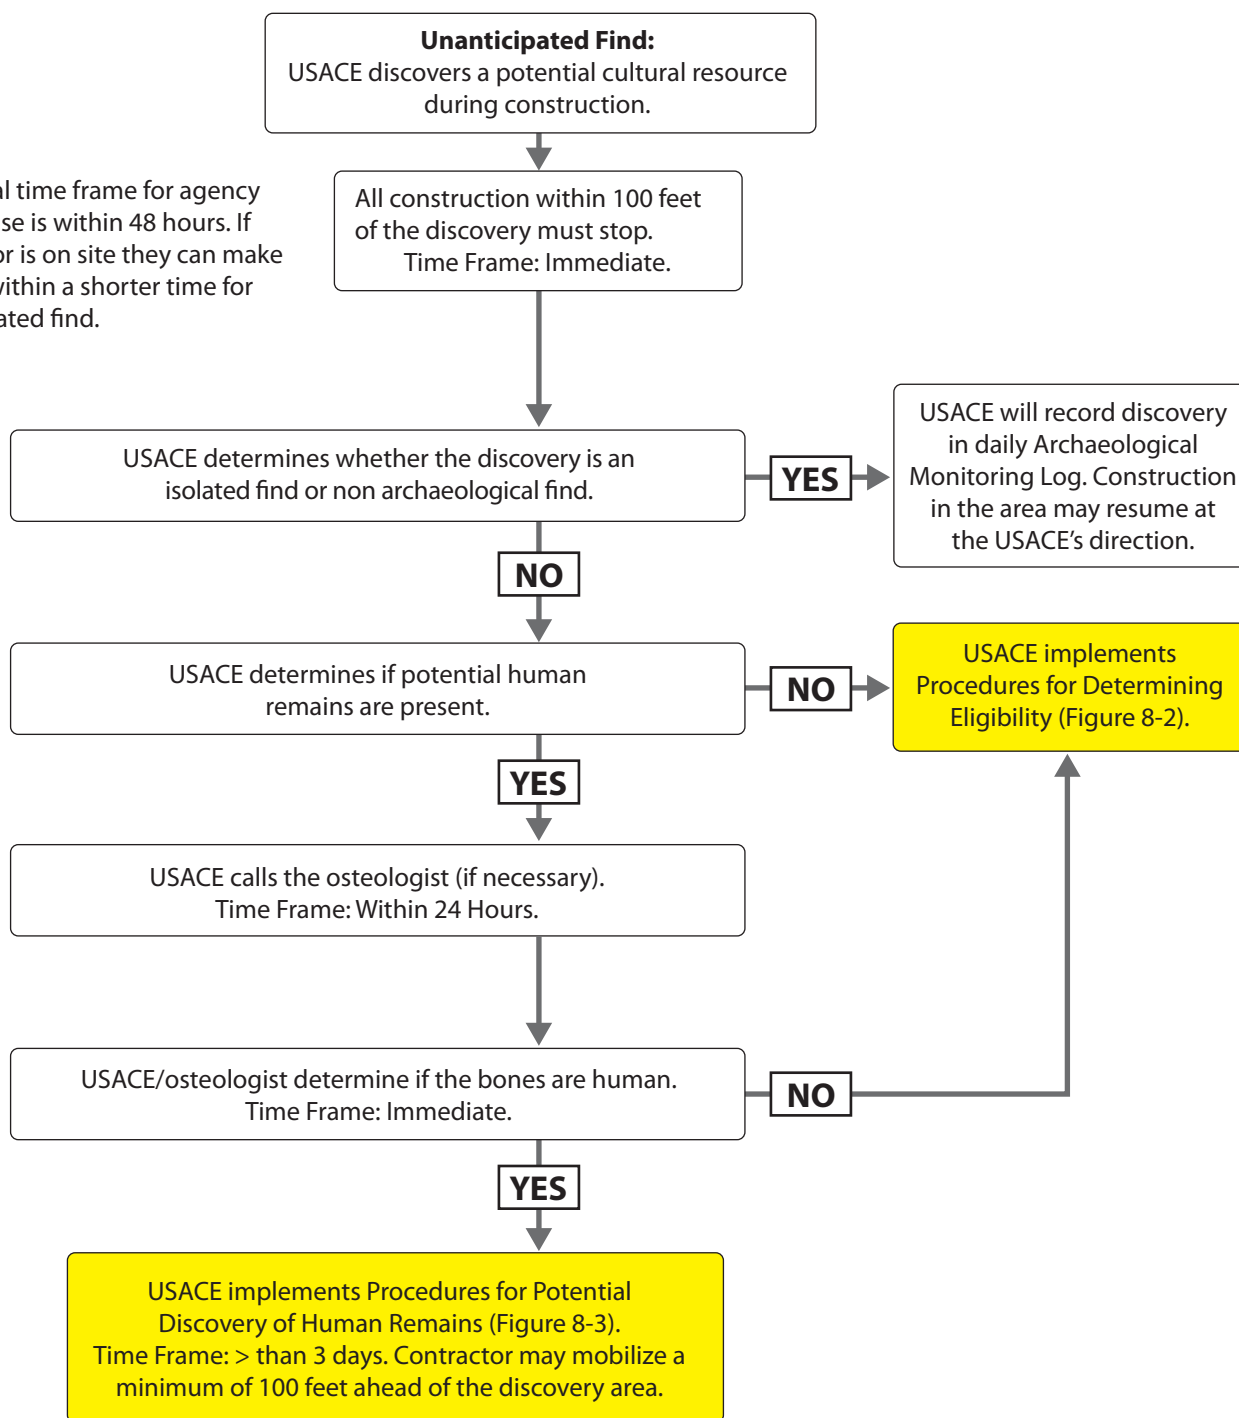 Unanticipated Find:
USACE discovers a potential cultural resource
during construction.
time frame for agency
is within 48 hours. If
is on site they can make
within a shorter time for
find.
All construction within 100 feet
of the discovery must stop.
Time Frame: Immediate.
USACE determines whether the discovery is an
isolated find or non archaeological find.
YES
USACE will record discovery
in daily Archaeological
Monitoring Log. Construction
in the area may resume at
the USACE’s direction.
NO
USACE determines if potential human
remains are present.
NO
USACE implements
Procedures for Determining
Eligibility (Figure 8-2).
YES
USACE calls the osteologist (if necessary).
Time Frame: Within 24 Hours.
USACE/osteologist determine if the bones are human.
Time Frame: Immediate.
NO
YES
USACE implements Procedures for Potential
Discovery of Human Remains (Figure 8-3).
Time Frame: > than 3 days. Contractor may mobilize a
minimum of 100 feet ahead of the discovery area.